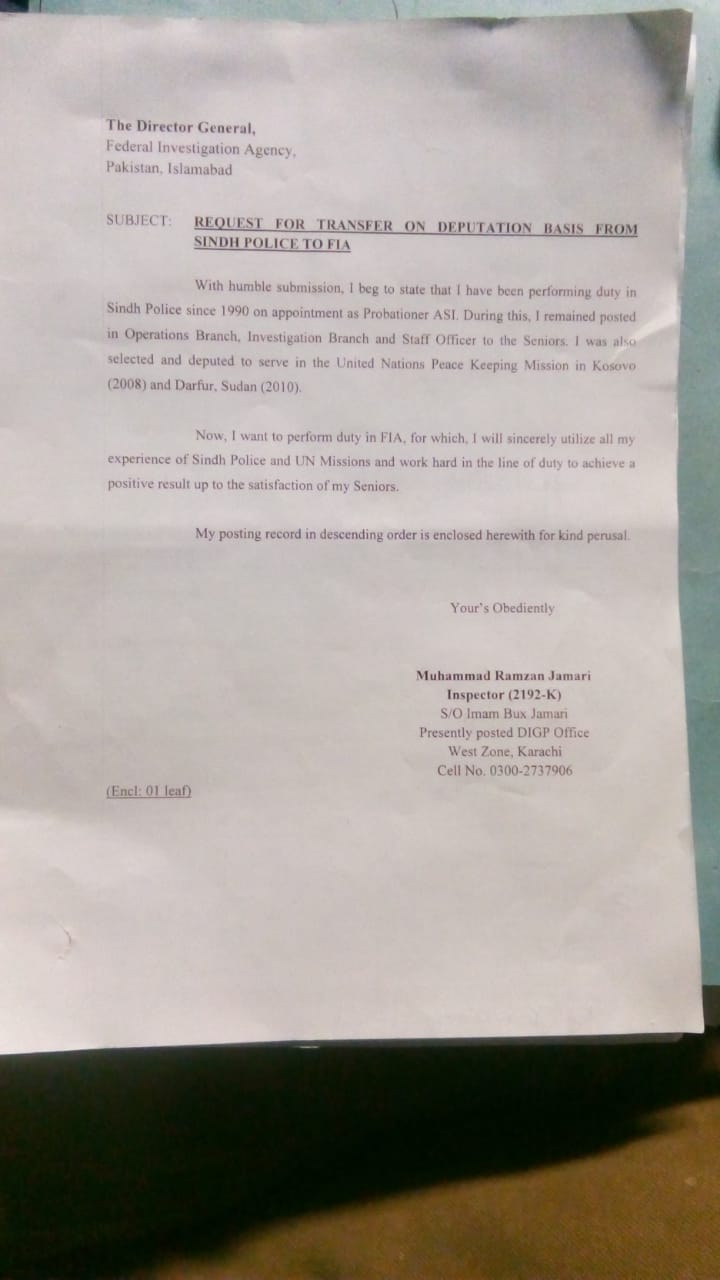 The Director General,
Federal Investigation Agency,
Pakistan, Islamabad
SUBJECT: REQUEST FOR TRANSFER ON DEPUTATION BASIS FROM
SINDH POLICE TO FIA
With humble submission, I beg to state that I have been performing duty in
Sindh Police since 1990 on appointment as Probationer ASI. During this, I remained posted
in Operations Branch, Investigation Branch and Staff Officer to the Seniors. I was also
selected and deputed to serve in the United Nations Peace Keeping Mission in Kosovo
(2008) and Darfur, Sudan (2010).
Now, I want to perform duty in FIA, for which, I will sincerely utilize all my
experience of Sindh Police and UN Missions and work hard in the line of duty to achieve a
positive result up to the satisfaction of my Seniors.
My posting record in descending order is enclosed herewith for kind perusal.
Your's Obediently
Muhammad Ramzan Jamari
Inspector (2192-K)
S/O Imam Bux Jamari
Presently posted DIGP Office
West Zone, Karachi
Cell No. 0300-2737906
(Encl: 01 leaf)